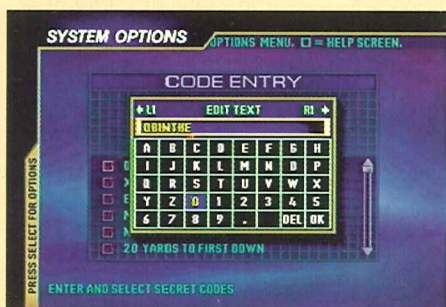 SYSTEM OPTIONS
OPTIONS MENU. □ = HELP SCREEN.
CODE ENTRY
← L1 EDIT TEXT R1 →
QBINTHE
A B C D E F G H
I J K L M N O P
Q R S T U V W X
Y Z 0 1 2 3 4 5
6 7 8 9 . DEL OK
20 YARDS TO FIRST DOWN
PRESS SELECT FOR OPTIONS
ENTER AND SELECT SECRET CODES